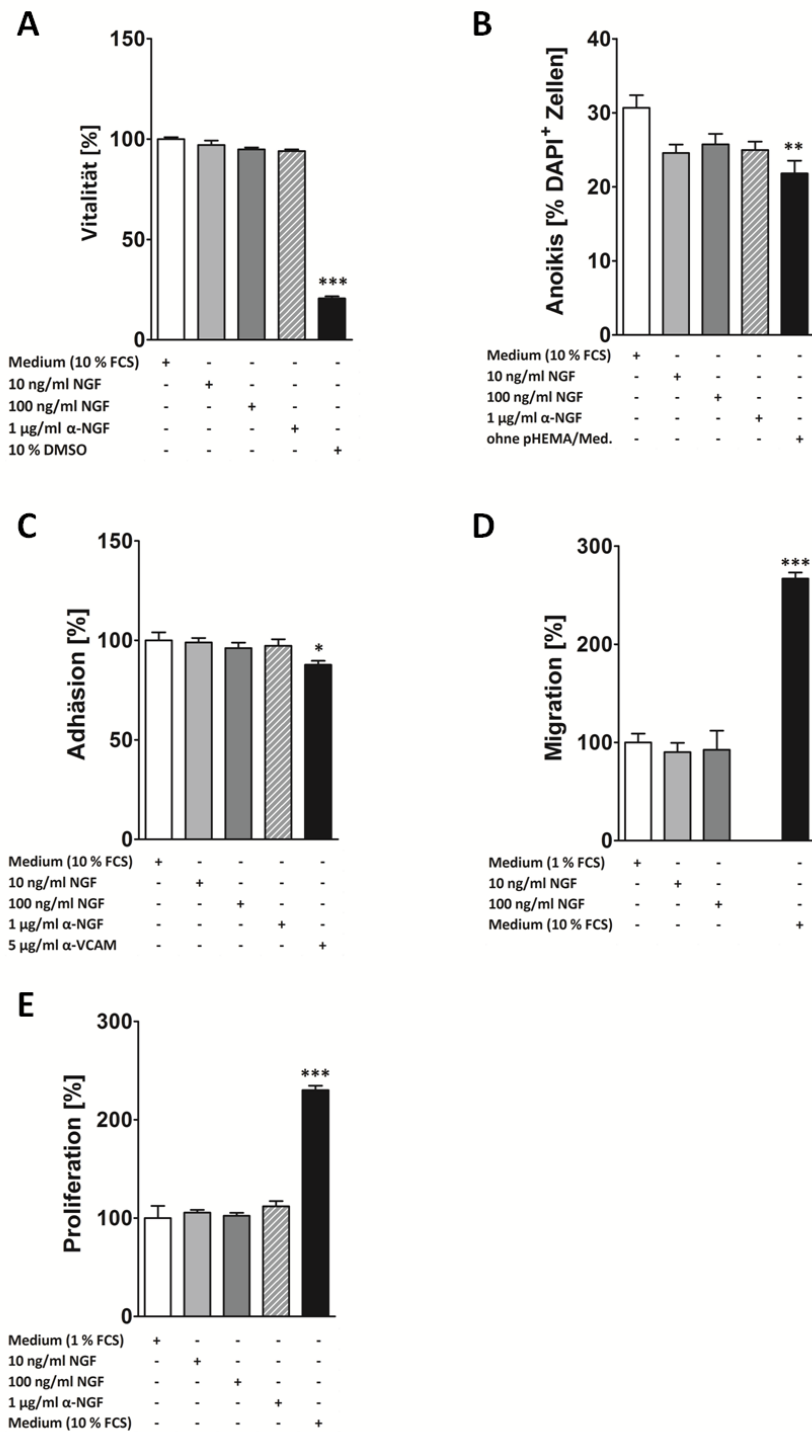 A
150
100
50
0
Vitalität [%]
***
Medium (10 % FCS) + - - - -
10 ng/ml NGF - + - - -
100 ng/ml NGF - - + - -
1 µg/ml α-NGF - - - + -
10 % DMSO - - - - +
B
40
30
20
10
0
Anoikis [% DAPI⁺ Zellen]
**
Medium (10 % FCS) + - - - -
10 ng/ml NGF - + - - -
100 ng/ml NGF - - + - -
1 µg/ml α-NGF - - - + -
ohne pHEMA/Med. - - - - +
C
150
100
50
0
Adhäsion [%]
*
Medium (10 % FCS) + - - - -
10 ng/ml NGF - + - - -
100 ng/ml NGF - - + - -
1 µg/ml α-NGF - - - + -
5 µg/ml α-VCAM - - - - +
D
300
200
100
0
Migration [%]
***
Medium (1 % FCS) + - - -
10 ng/ml NGF - + - -
100 ng/ml NGF - - + -
Medium (10 % FCS) - - - +
E
300
200
100
0
Proliferation [%]
***
Medium (1 % FCS) + - - - -
10 ng/ml NGF - + - - -
100 ng/ml NGF - - + - -
1 µg/ml α-NGF - - - + -
Medium (10 % FCS) - - - - +